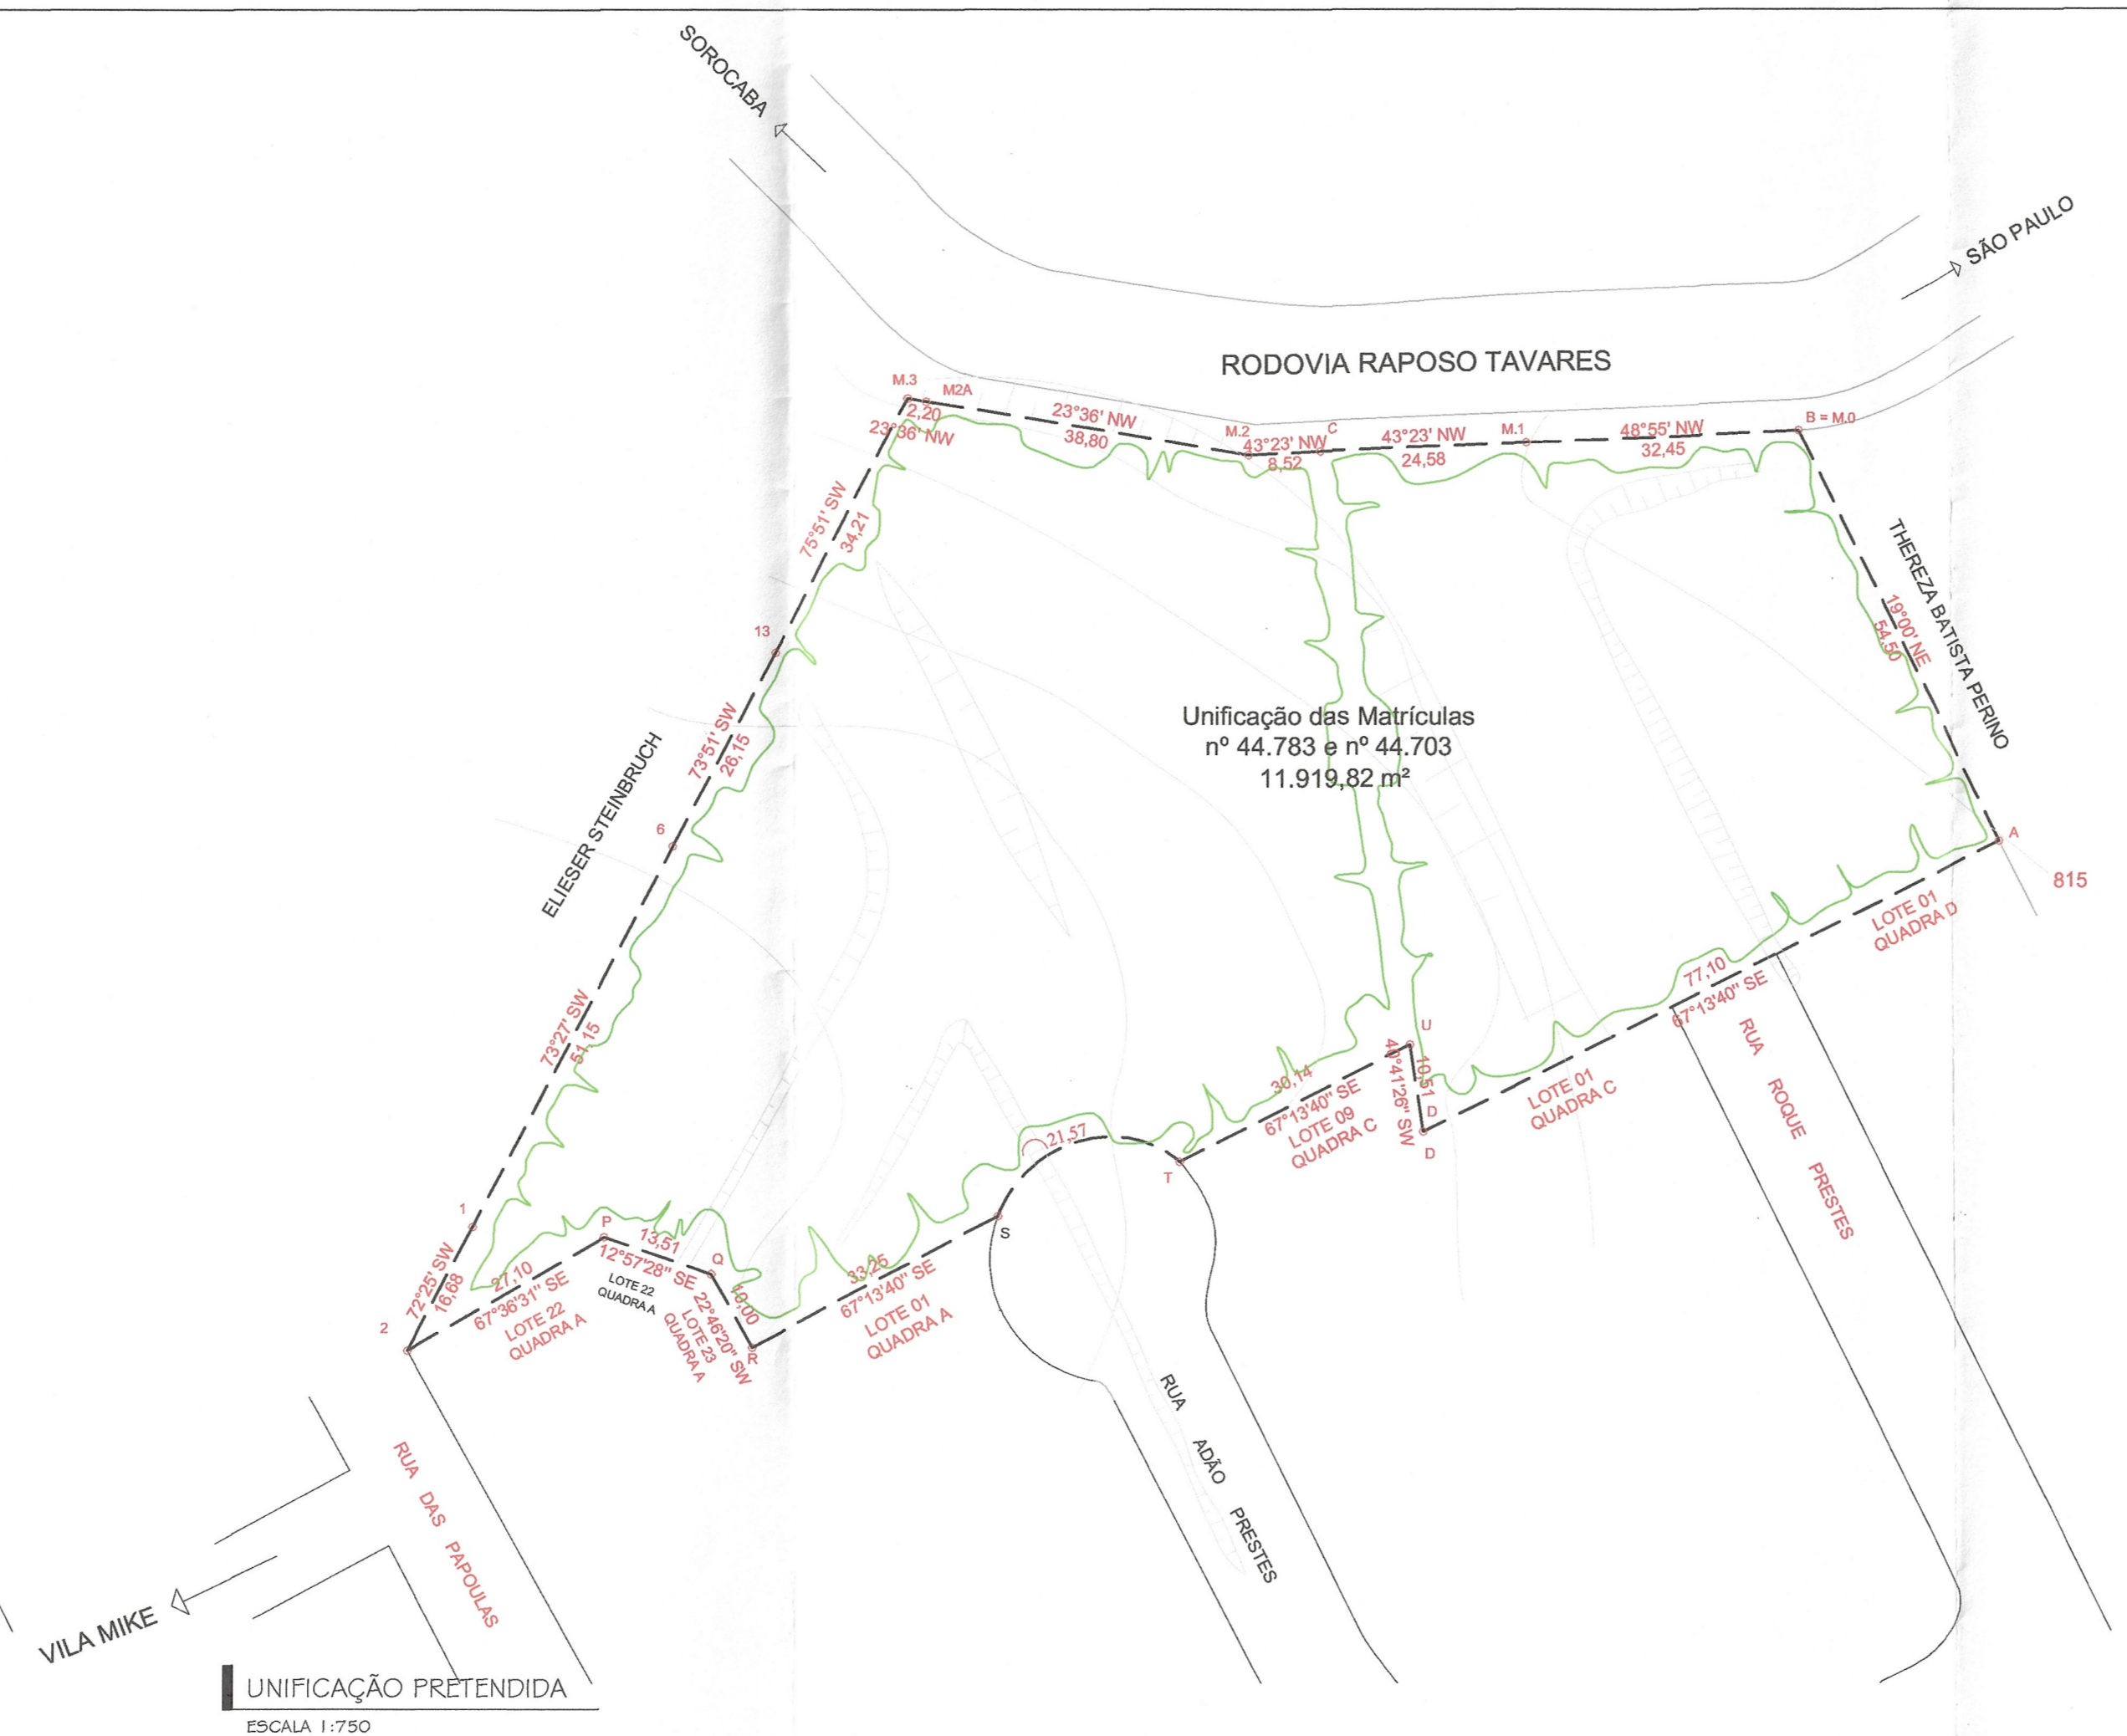 SOROCABA
SÃO PAULO
RODOVIA RAPOSO TAVARES
M.3
M2A
2,20
23°36' NW
23°36' NW
38,80
M.2
43°23' NW
8,52
C
43°23' NW
24,58
M.1
48°55' NW
32,45
B = M.0
THEREZA BATISTA PERINO
19°00' NE
54,50
A
815
75°51' SW
34,21
13
73°51' SW
26,15
6
ELIESER STEINBRUCH
73°27' SW
51,15
1
72°25' SW
16,68
2
Unificação das Matrículas
nº 44.783 e nº 44.703
11.919,82 m²
LOTE 01
QUADRA D
77,10
67°13'40" SE
LOTE 01
QUADRA C
U
10,51
40°41'26" SW
D
D
30,14
67°13'40" SE
LOTE 09
QUADRA C
T
21,57
S
33,25
67°13'40" SE
LOTE 01
QUADRA A
P
13,51
12°57'28" SE
LOTE 22
QUADRA A
Q
10,00
22°46'20" SW
LOTE 23
QUADRA A
R
27,10
67°36'31" SE
LOTE 22
QUADRA A
RUA ROQUE PRESTES
RUA ADÃO PRESTES
RUA DAS PAPOULAS
VILA MIKE
UNIFICAÇÃO PRETENDIDA
ESCALA 1:750